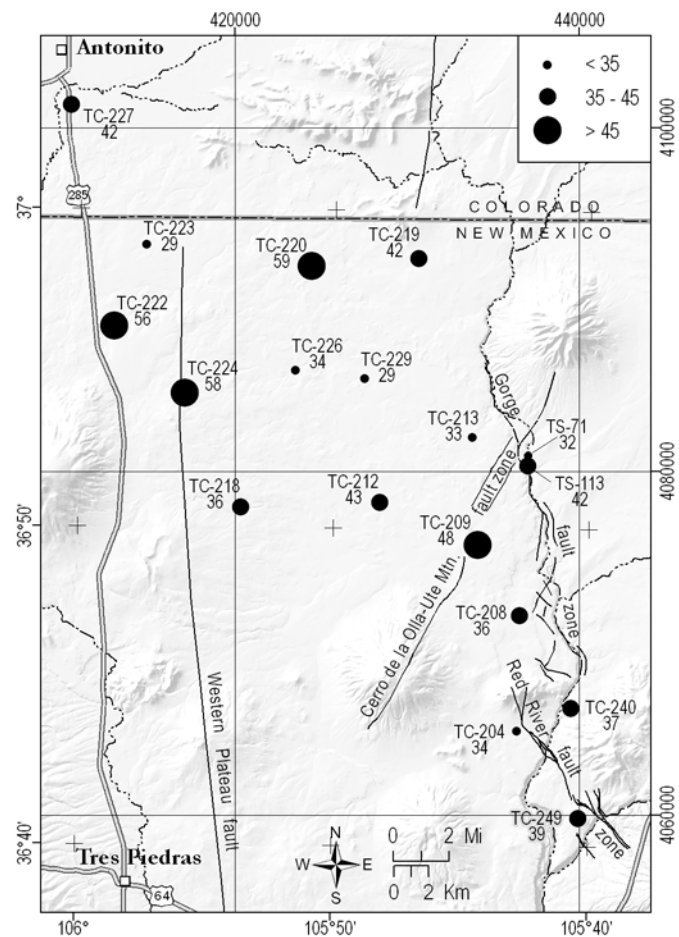 420000
440000
Antonito
< 35
35 - 45
> 45
TC-227
42
4100000
285
37°
COLORADO
NEW MEXICO
TC-223
29
TC-220
59
TC-219
42
TC-222
56
TC-226
34
TC-229
29
TC-224
58
Gorge
TC-213
33
TS-71
32
4080000
TS-113
42
fault zone
TC-218
36
TC-212
43
36°50'
TC-209
48
fault
zone
Cerro de la Olla-Ute Mtn.
TC-208
36
Western Plateau fault
Red River fault zone
TC-240
37
TC-204
34
TC-249
39
4060000
36°40'
N
W E
S
0 2 Mi
0 2 Km
Tres Piedras
64
106°
105°50'
105°40'